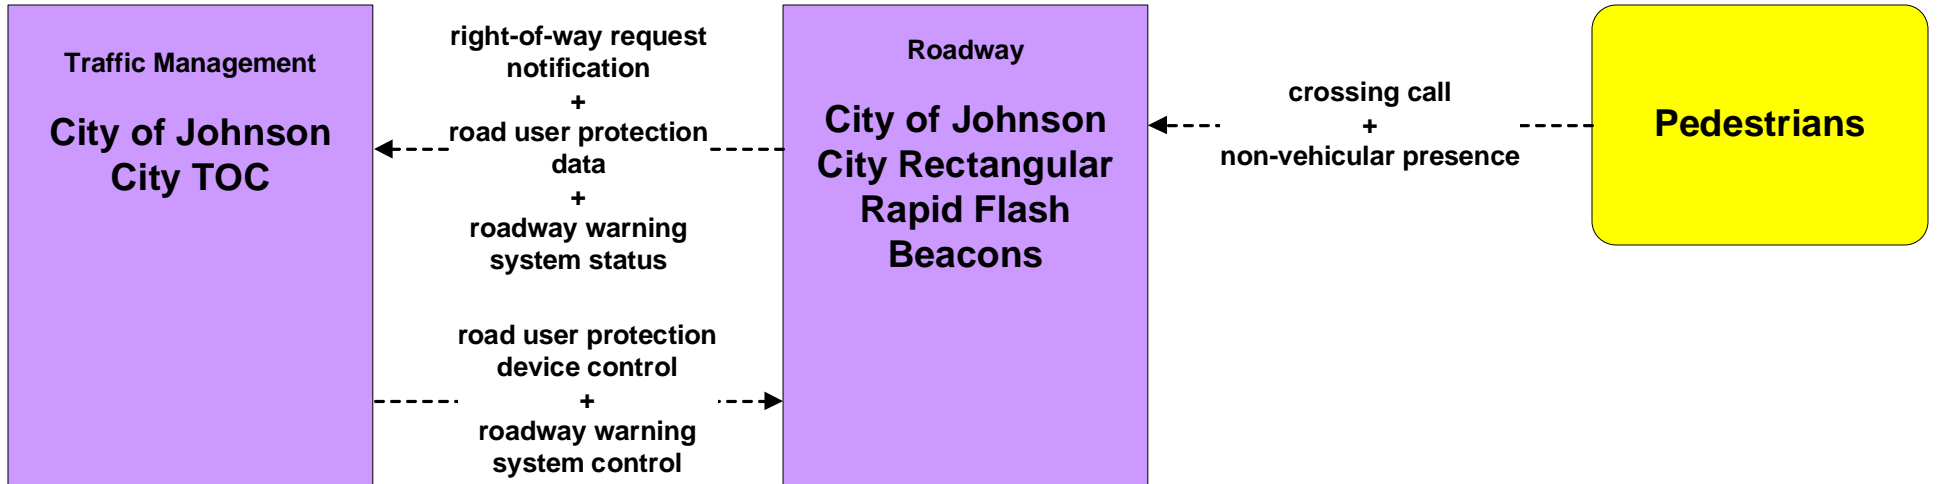 Traffic Management
City of Johnson
City TOC
right-of-way request
notification
+
road user protection
data
+
roadway warning
system status
road user protection
device control
+
roadway warning
system control
Roadway
City of Johnson
City Rectangular
Rapid Flash
Beacons
crossing call
+
non-vehicular presence
Pedestrians